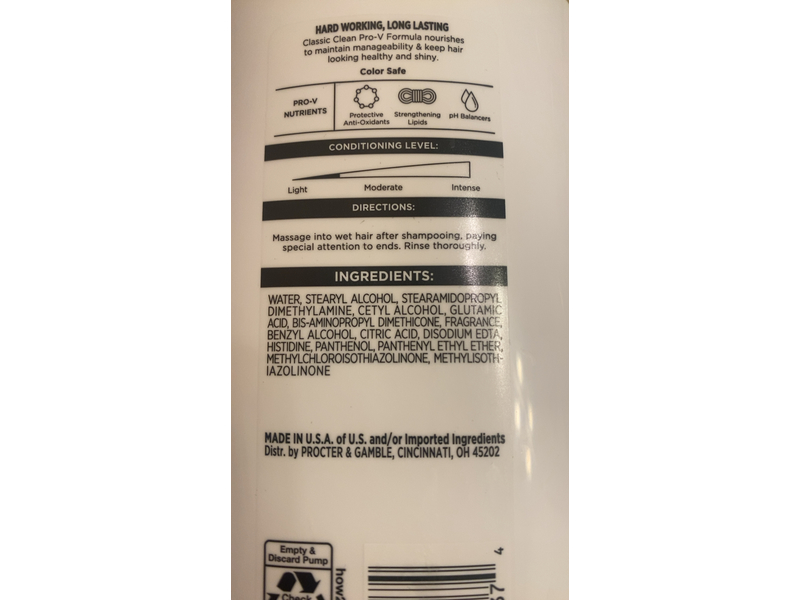 HARD WORKING, LONG LASTING
Classic Clean Pro-V Formula nourishes
to maintain manageability & keep hair
looking healthy and shiny.
Color Safe
PRO-V
NUTRIENTS
Protective
Anti-Oxidants
Strengthening
Lipids
pH Balancers
CONDITIONING LEVEL:
Light Moderate Intense
DIRECTIONS:
Massage into wet hair after shampooing, paying
special attention to ends. Rinse thoroughly.
INGREDIENTS:
WATER, STEARYL ALCOHOL, STEARAMIDOPROPYL
DIMETHYLAMINE, CETYL ALCOHOL, GLUTAMIC
ACID, BIS-AMINOPROPYL DIMETHICONE, FRAGRANCE,
BENZYL ALCOHOL, CITRIC ACID, DISODIUM EDTA,
HISTIDINE, PANTHENOL, PANTHENYL ETHYL ETHER,
METHYLCHLOROISOTHIAZOLINONE, METHYLISOTH-
IAZOLINONE
MADE IN U.S.A. of U.S. and/or Imported Ingredients
Distr. by PROCTER & GAMBLE, CINCINNATI, OH 45202
Empty &
Discard Pump
Check
how2
4